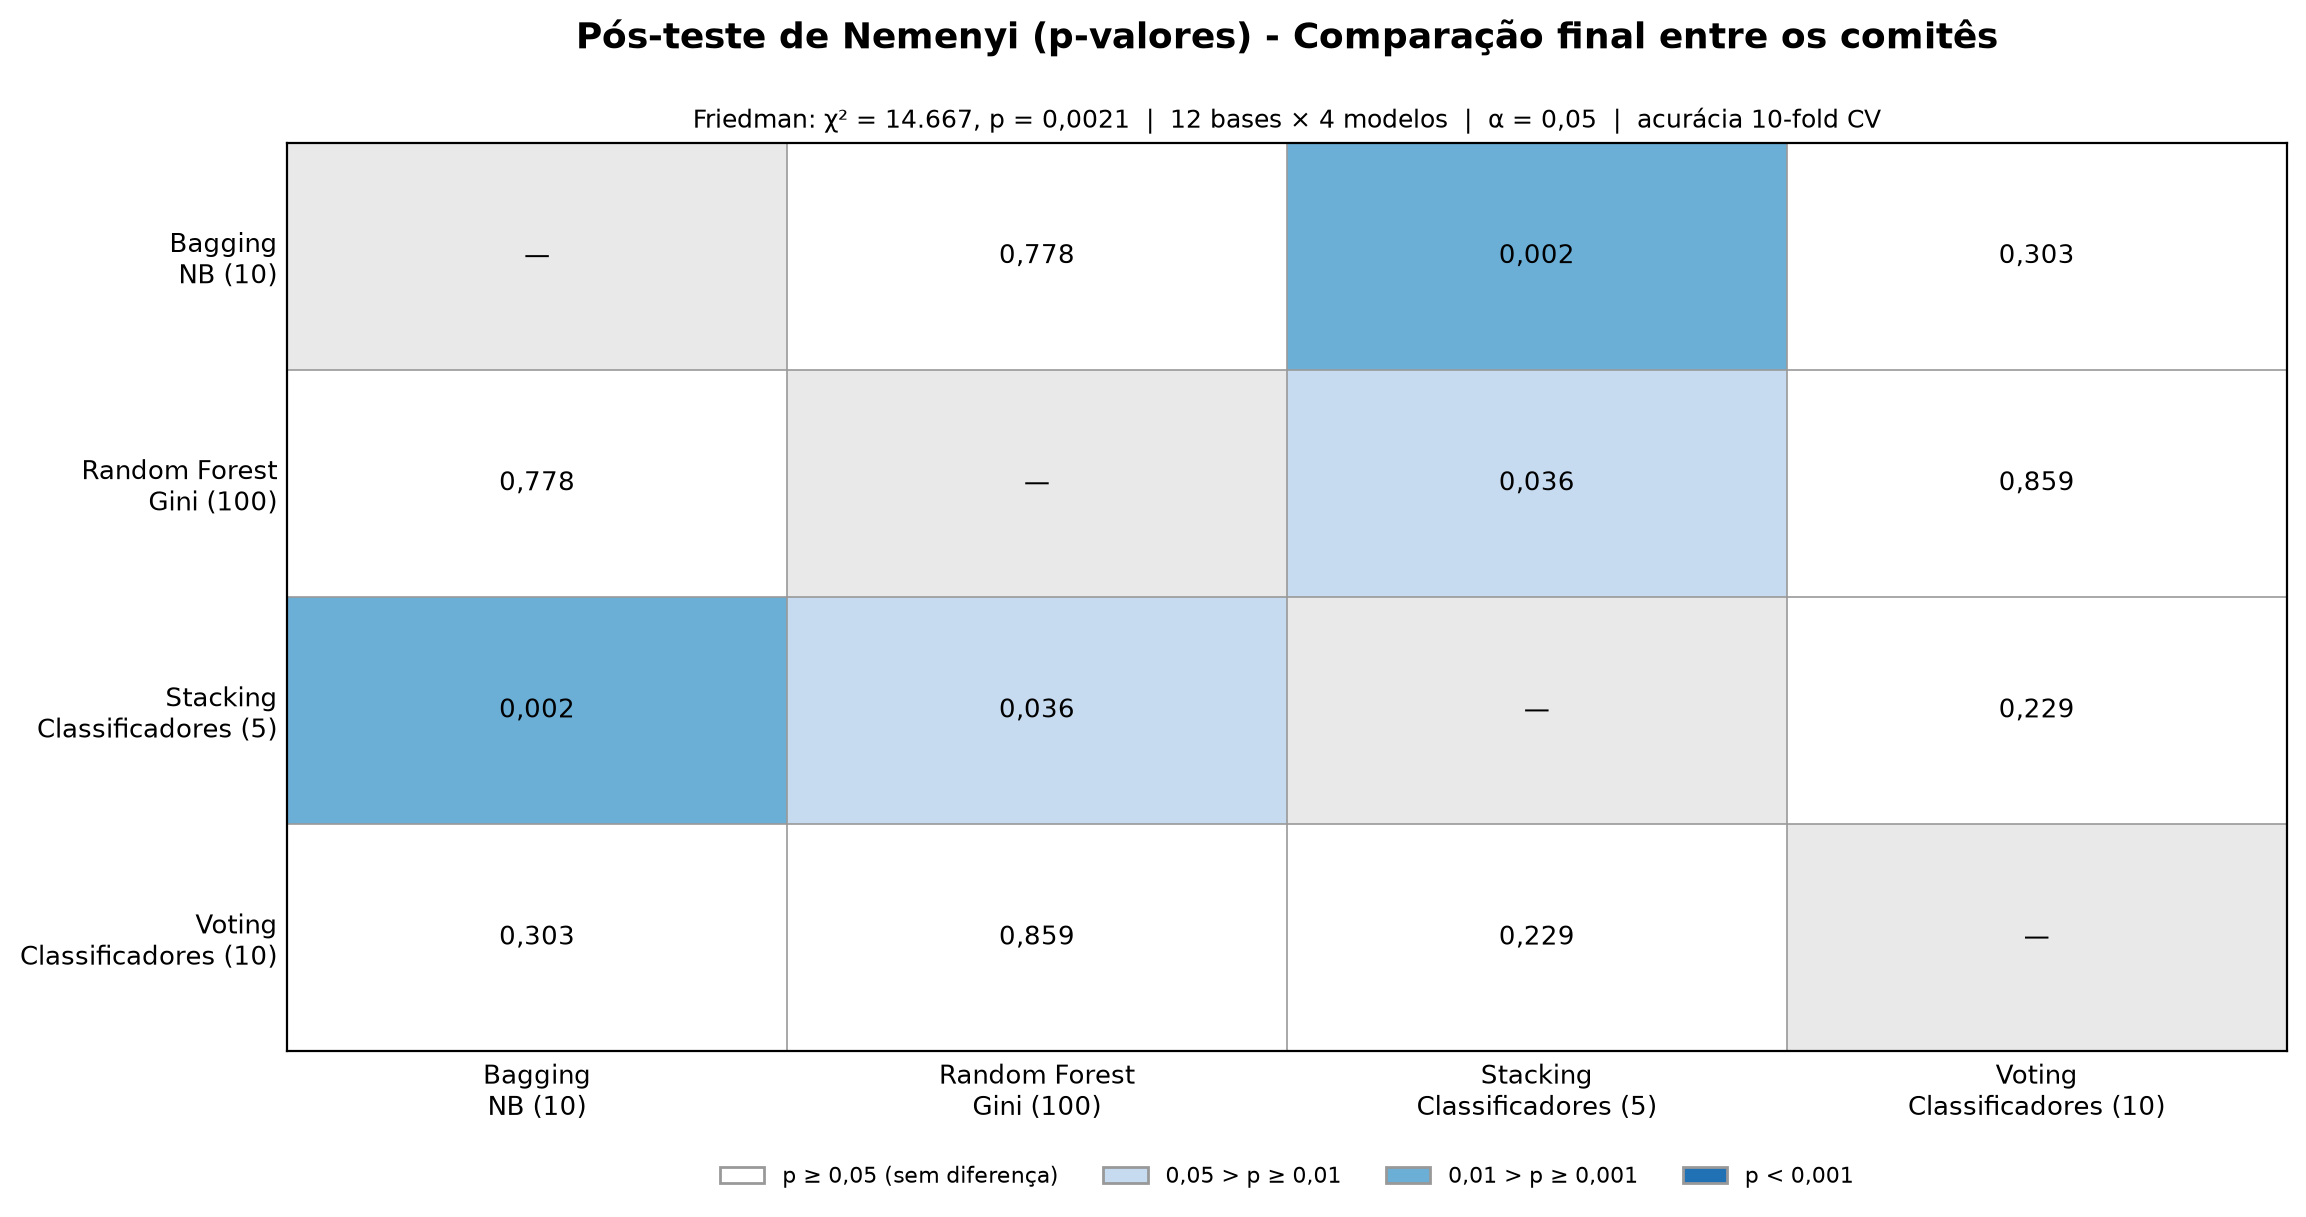 Pós-teste de Nemenyi (p-valores) - Comparação final entre os comitês
Friedman: χ² = 14.667, p = 0,0021 | 12 bases × 4 modelos | α = 0,05 | acurácia 10-fold CV
Bagging
NB (10)
—
0,778
0,002
0,303
Random Forest
Gini (100)
0,778
—
0,036
0,859
Stacking
Classificadores (5)
0,002
0,036
—
0,229
Voting
Classificadores (10)
0,303
0,859
0,229
—
Bagging
NB (10)
Random Forest
Gini (100)
Stacking
Classificadores (5)
Voting
Classificadores (10)
p ≥ 0,05 (sem diferença)
0,05 > p ≥ 0,01
0,01 > p ≥ 0,001
p < 0,001